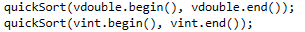 quickSort(vdouble.begin(), vdouble.end());
quickSort(vint.begin(), vint.end());